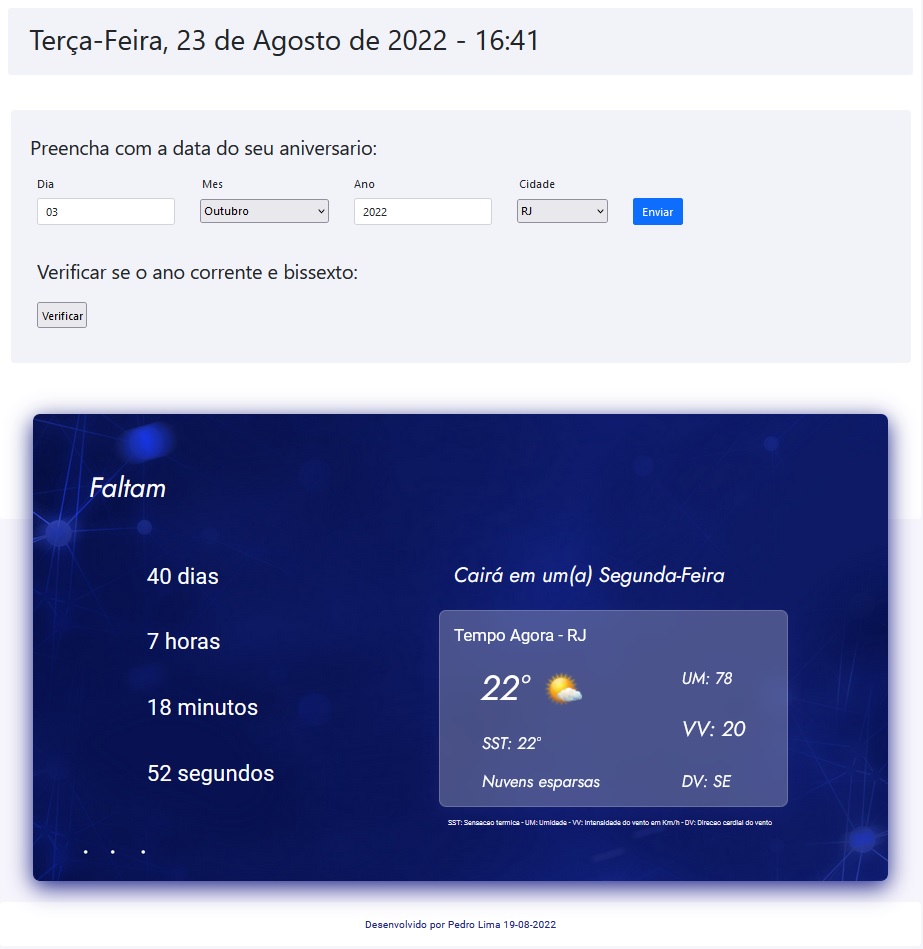 Terça-Feira, 23 de Agosto de 2022 - 16:41
Preencha com a data do seu aniversario:
Dia Mes Ano Cidade
03 Outubro 2022 RJ Enviar
Verificar se o ano corrente e bissexto:
Verificar
Faltam
40 dias
7 horas
18 minutos
52 segundos
. . .
Cairá em um(a) Segunda-Feira
Tempo Agora - RJ
22° UM: 78
VV: 20
SST: 22°
Nuvens esparsas DV: SE
SST: Sensacao termica - UM: Umidade - VV: Intensidade do vento em Km/h - DV: Direcao cardial do vento
Desenvolvido por Pedro Lima 19-08-2022